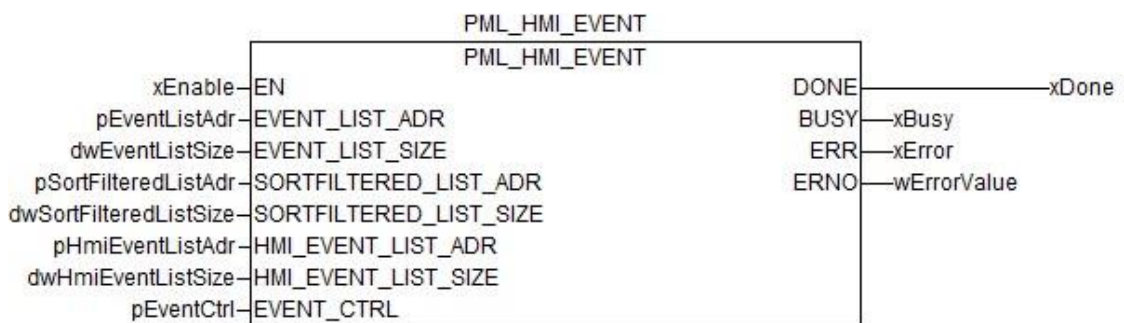 PML_HMI_EVENT
PML_HMI_EVENT
xEnable EN DONE xDone
pEventListAdr EVENT_LIST_ADR BUSY xBusy
dwEventListSize EVENT_LIST_SIZE ERR xError
pSortFilteredListAdr SORTFILTERED_LIST_ADR ERNO wErrorValue
dwSortFilteredListSize SORTFILTERED_LIST_SIZE
pHmiEventListAdr HMI_EVENT_LIST_ADR
dwHmiEventListSize HMI_EVENT_LIST_SIZE
pEventCtrl EVENT_CTRL